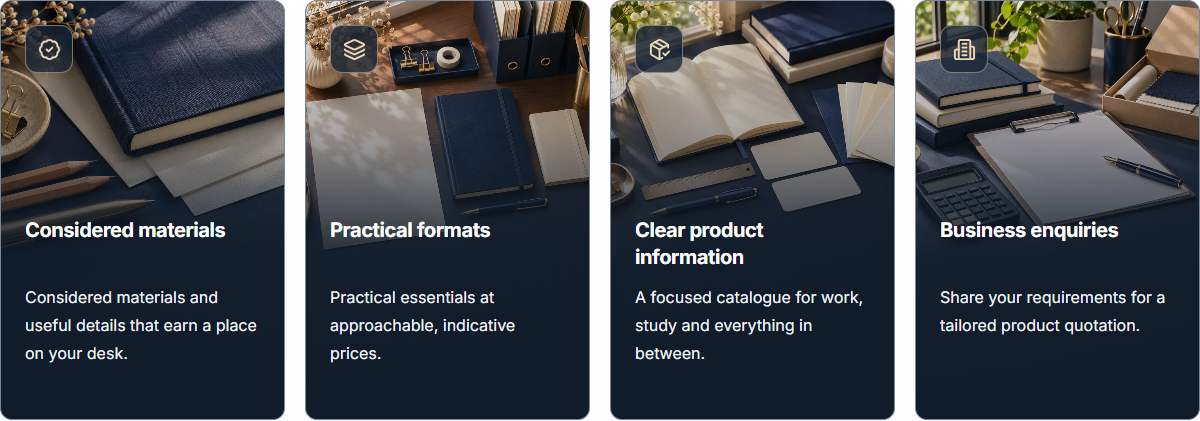 Considered materials
Considered materials and
useful details that earn a place
on your desk.
Practical formats
Practical essentials at
approachable, indicative
prices.
Clear product
information
A focused catalogue for work,
study and everything in
between.
Business enquiries
Share your requirements for a
tailored product quotation.